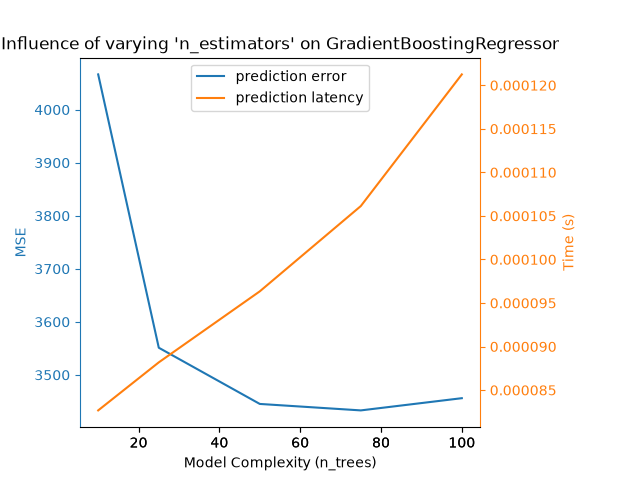 Influence of varying 'n_estimators' on GradientBoostingRegressor
prediction error
prediction latency
MSE
4000
3900
3800
3700
3600
3500
0.000120
0.000115
0.000110
0.000105
0.000100
0.000095
0.000090
0.000085
Time (s)
20 40 60 80 100
Model Complexity (n_trees)